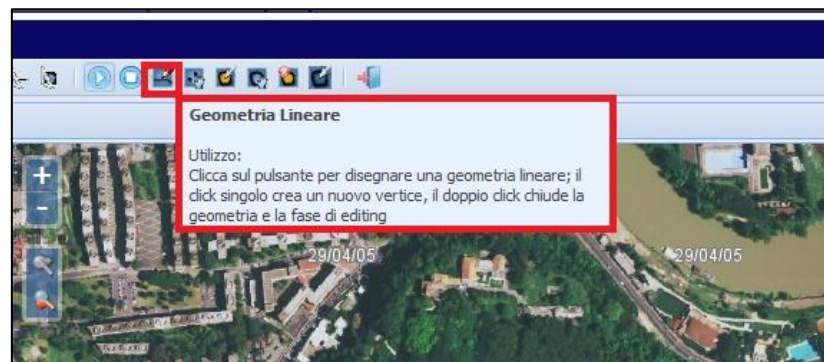 Geometria Lineare
Utilizzo:
Clicca sul pulsante per disegnare una geometria lineare; il
click singolo crea un nuovo vertice, il doppio click chiude la
geometria e la fase di editing
29/04/05
29/04/05